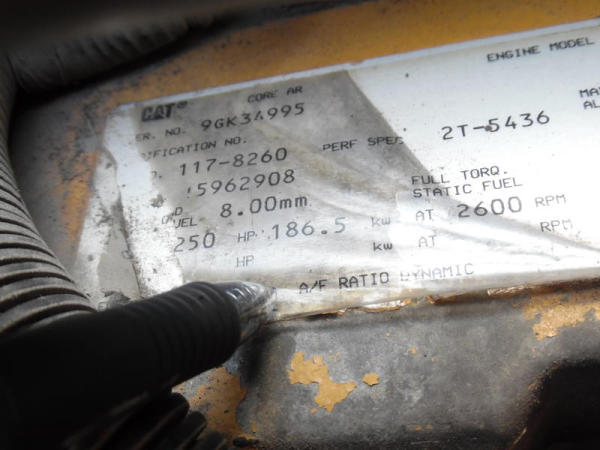 CAT® CORE AR ENGINE MODEL
ER. NO. 9GK34995
IFICATION NO. PERF SPEC 2T-5436
117-8260
5962908 FULL TORQ.
UEL 8.00mm STATIC FUEL
250 HP 186.5 kw AT 2600 RPM
HP kw AT RPM
A/F RATIO DYNAMIC